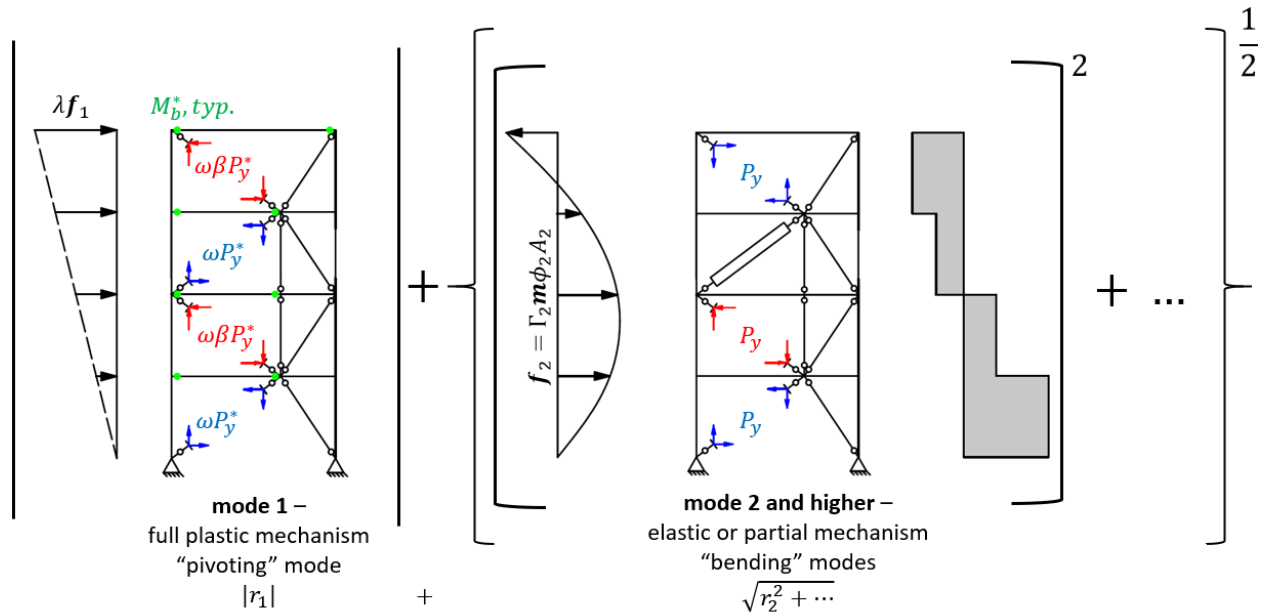 λf₁
M_b^*, typ.
ωβP_y^*
ωP_y^*
ωβP_y^*
ωP_y^*
mode 1 –
full plastic mechanism
“pivoting” mode
|r₁|
+
+
f₂ = Γ₂mϕ₂A₂
P_y
P_y
P_y
2
mode 2 and higher –
elastic or partial mechanism
“bending” modes
√(r₂² + ⋯)
+ ...
1/2